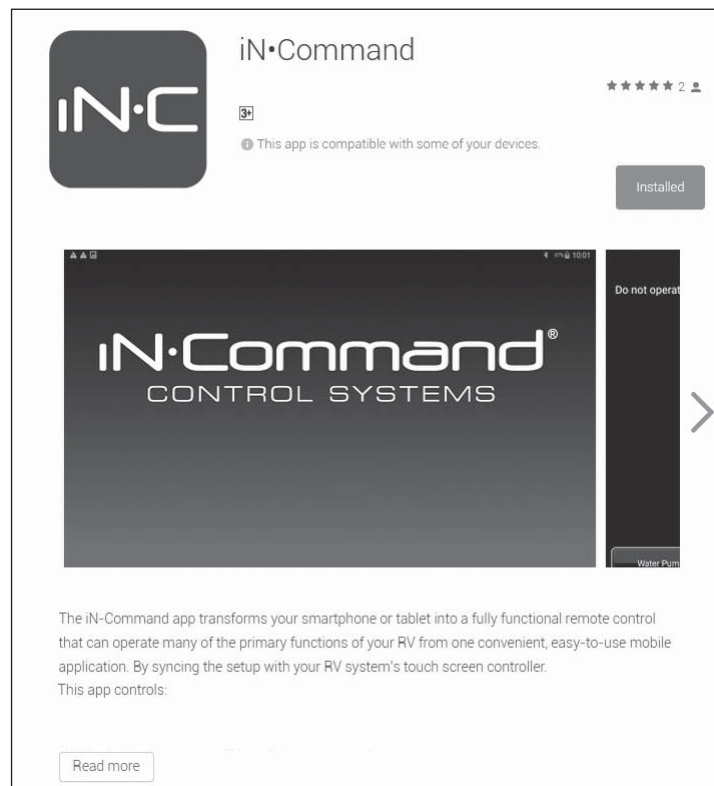 iN•C
iN•Command
2
3+
This app is compatible with some of your devices.
Installed
10:01
iN•Command®
CONTROL SYSTEMS
Do not operat
Water Pum
The iN-Command app transforms your smartphone or tablet into a fully functional remote control
that can operate many of the primary functions of your RV from one convenient, easy-to-use mobile
application. By syncing the setup with your RV system's touch screen controller.
This app controls:
Read more